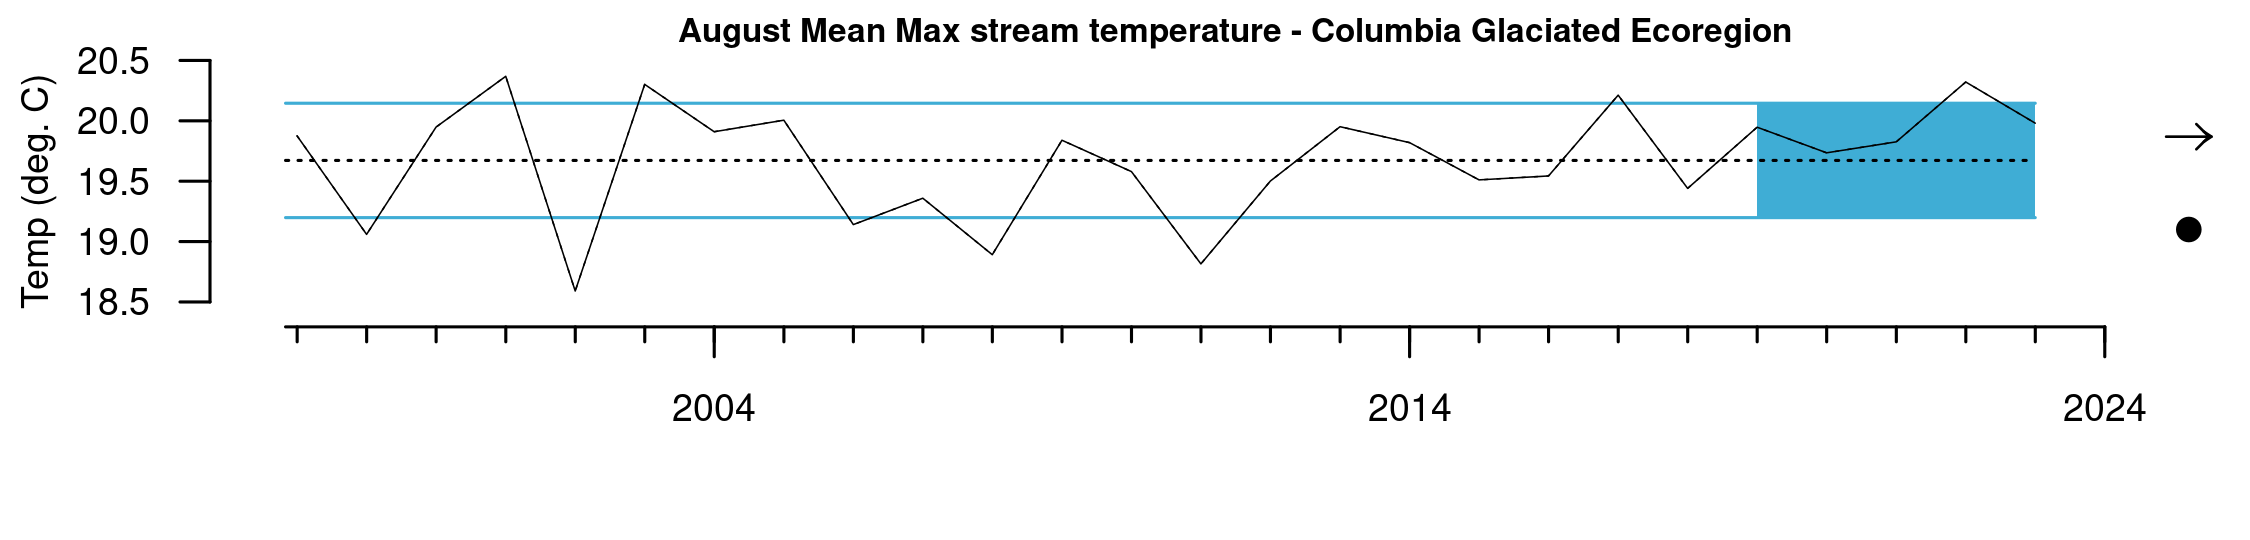 August Mean Max stream temperature - Columbia Glaciated Ecoregion
Temp (deg. C)
20.5
20.0
19.5
19.0
18.5
2004 2014 2024